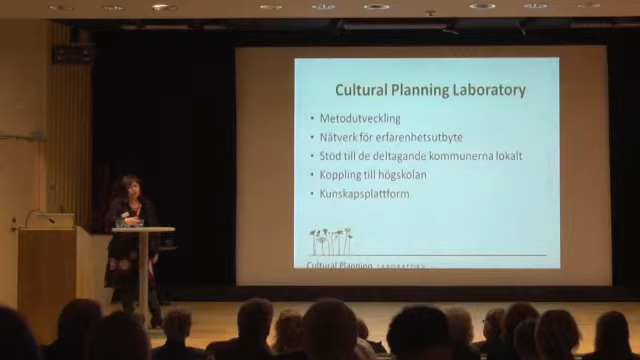 Cultural Planning Laboratory
• Metodutveckling
• Nätverk för erfarenhetsutbyte
• Stöd till de deltagande kommunerna lokalt
• Koppling till högskolan
• Kunskapsplattform
Cultural Planning LABORATORY